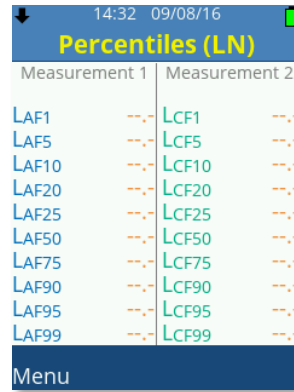 14:32 09/08/16
Percentiles (LN)
Measurement 1 Measurement 2
LAF1 --.- LCF1 --.
LAF5 --.- LCF5 --.
LAF10 --.- LCF10 --.
LAF20 --.- LCF20 --.
LAF25 --.- LCF25 --.
LAF50 --.- LCF50 --.
LAF75 --.- LCF75 --.
LAF90 --.- LCF90 --.
LAF95 --.- LCF95 --.
LAF99 --.- LCF99 --.
Menu